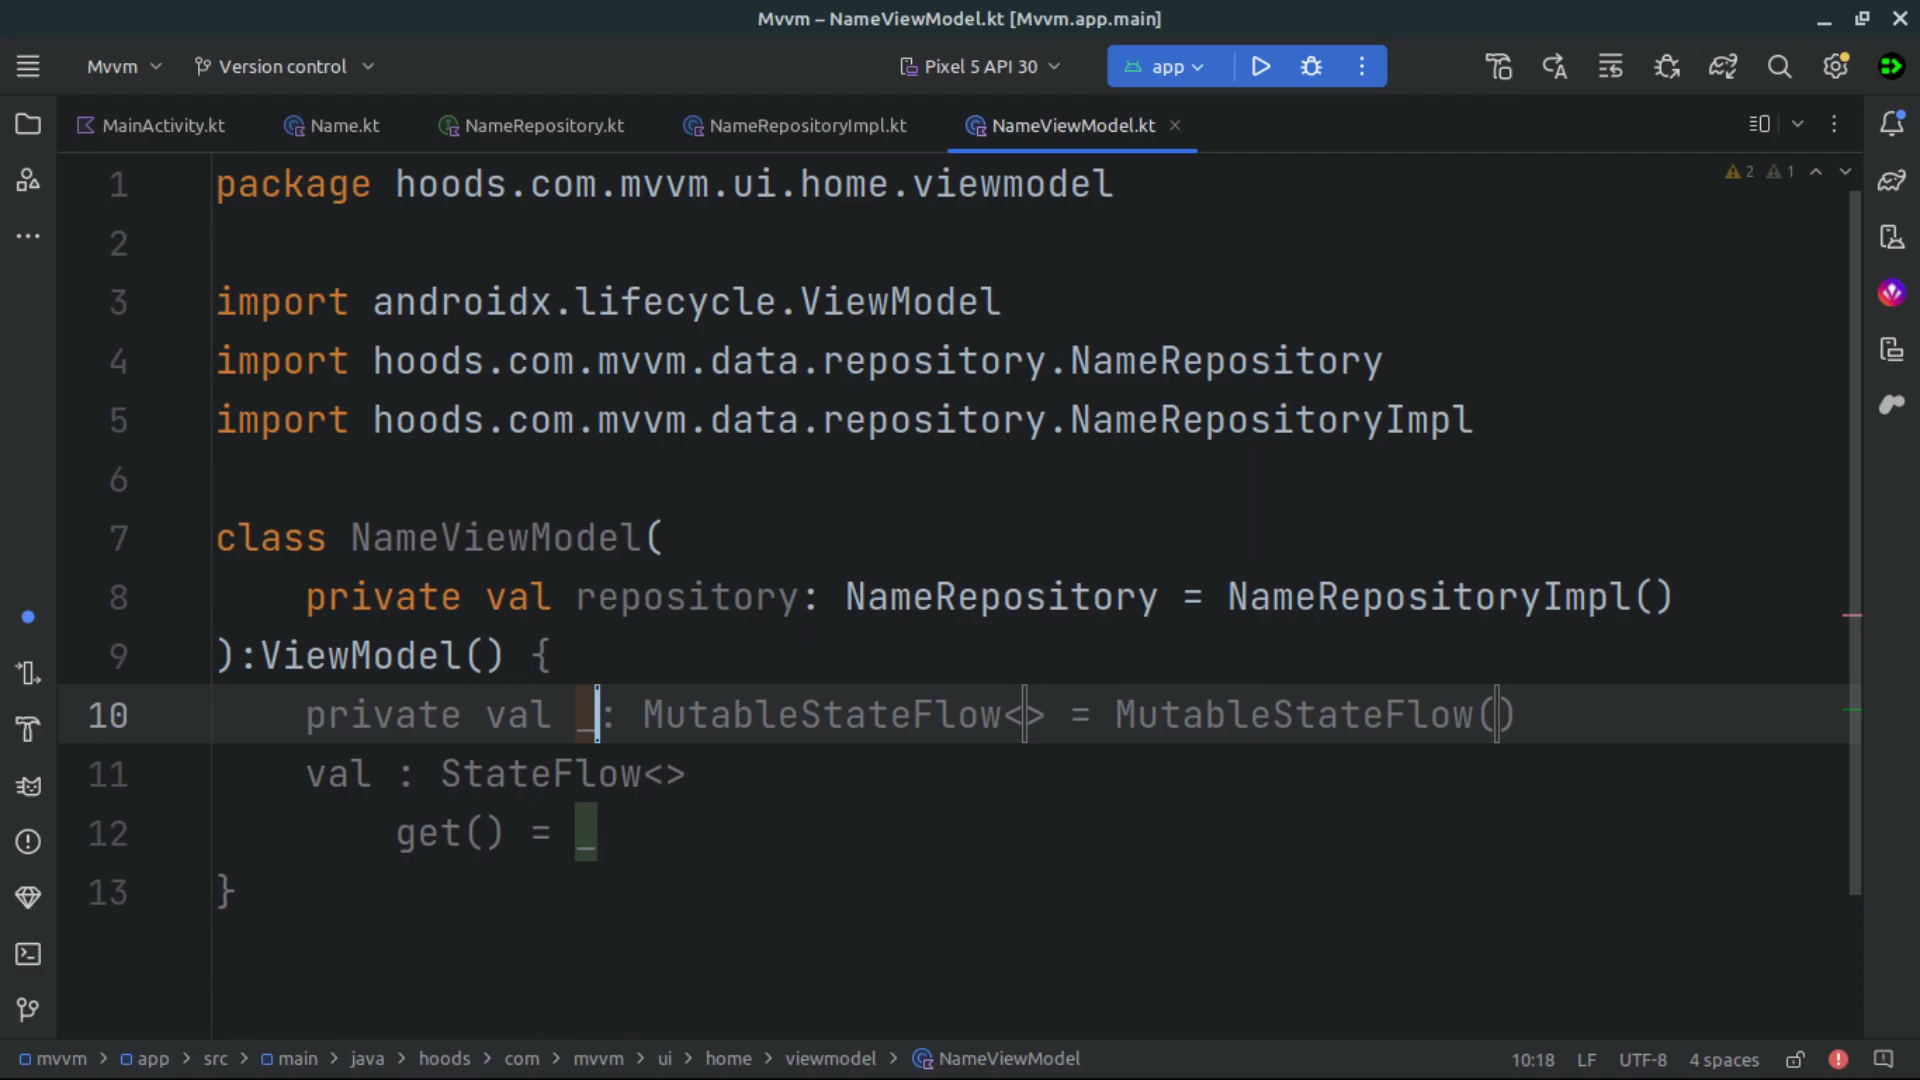 Mvvm – NameViewModel.kt [Mvvm.app.main]
Mvvm Version control Pixel 5 API 30 app
MainActivity.kt Name.kt NameRepository.kt NameRepositoryImpl.kt NameViewModel.kt
2 1
1 package hoods.com.mvvm.ui.home.viewmodel
2
3 import androidx.lifecycle.ViewModel
4 import hoods.com.mvvm.data.repository.NameRepository
5 import hoods.com.mvvm.data.repository.NameRepositoryImpl
6
7 class NameViewModel(
8 private val repository: NameRepository = NameRepositoryImpl()
9 ):ViewModel() {
10 private val _: MutableStateFlow<> = MutableStateFlow()
11 val : StateFlow<>
12 get() = _
13 }
mvvm > app > src > main > java > hoods > com > mvvm > ui > home > viewmodel > NameViewModel 10:18 LF UTF-8 4 spaces